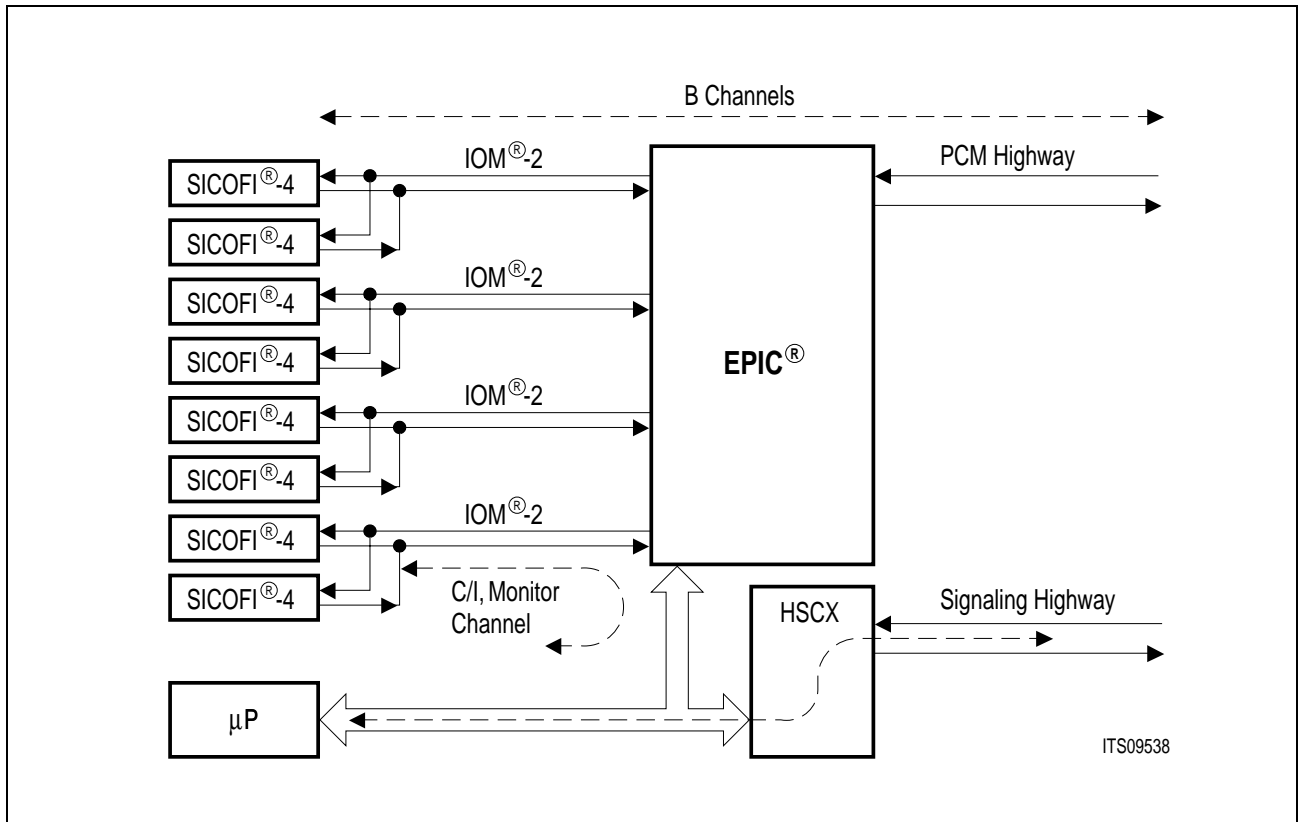 B Channels
IOM®-2
PCM Highway
SICOFI®-4
SICOFI®-4
IOM®-2
SICOFI®-4
SICOFI®-4
EPIC®
IOM®-2
SICOFI®-4
SICOFI®-4
IOM®-2
SICOFI®-4
SICOFI®-4
C/I, Monitor
Channel
HSCX
Signaling Highway
μP
ITS09538